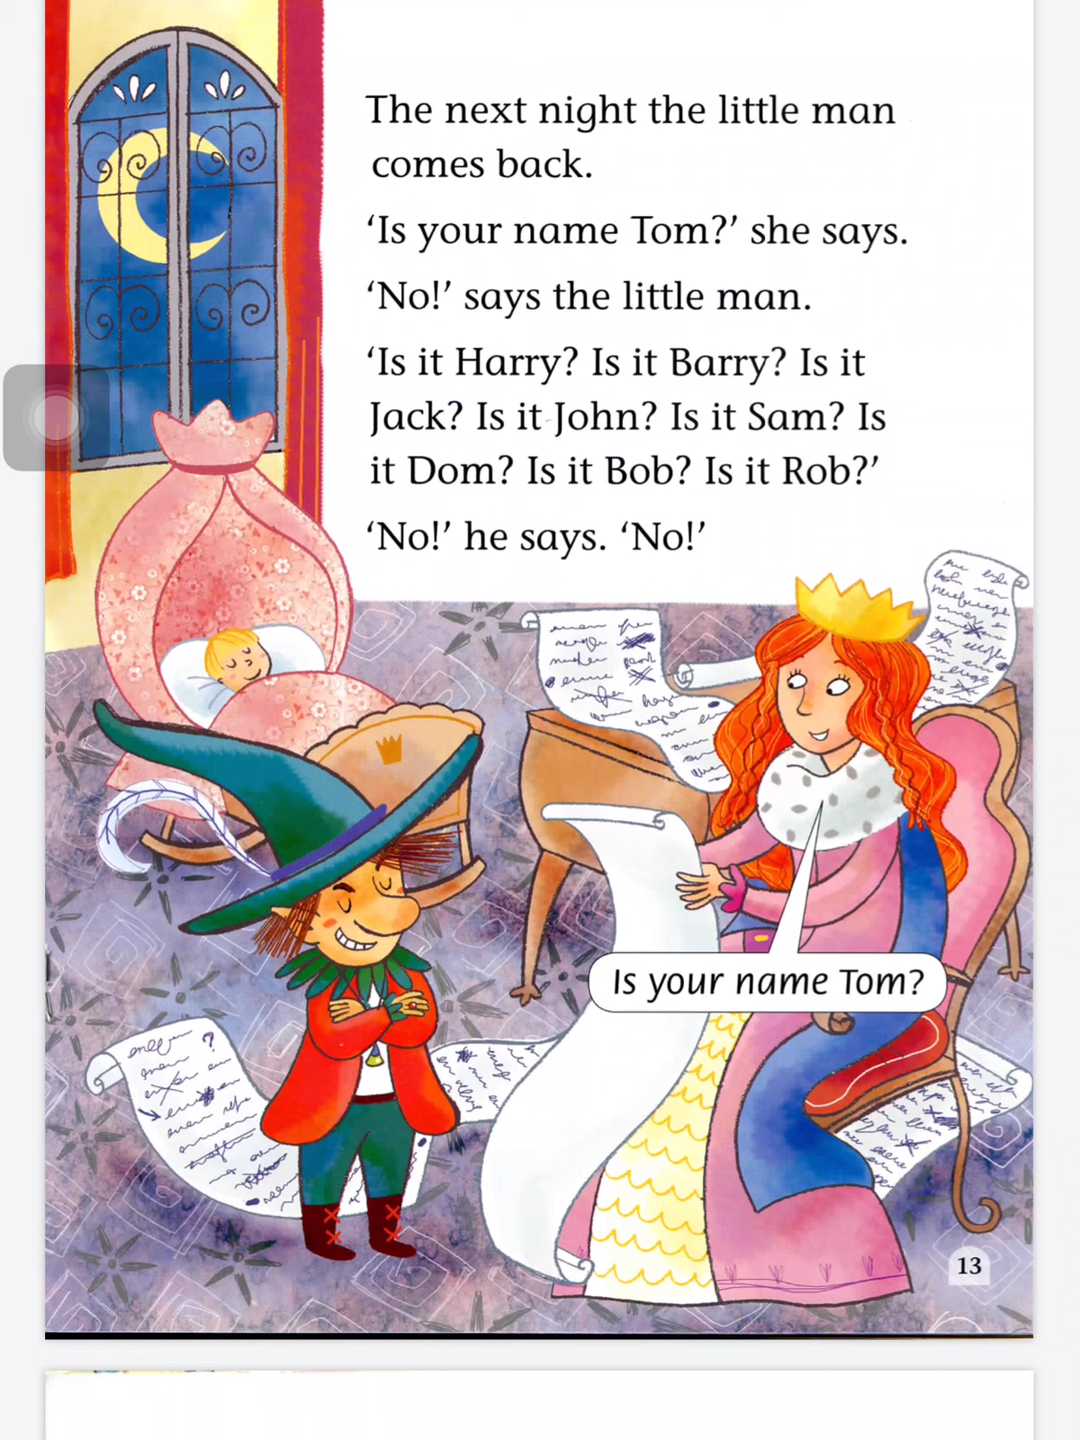 The next night the little man
comes back.
‘Is your name Tom?’ she says.
‘No!’ says the little man.
‘Is it Harry? Is it Barry? Is it
Jack? Is it John? Is it Sam? Is
it Dom? Is it Bob? Is it Rob?’
‘No!’ he says. ‘No!’
Is your name Tom?
13